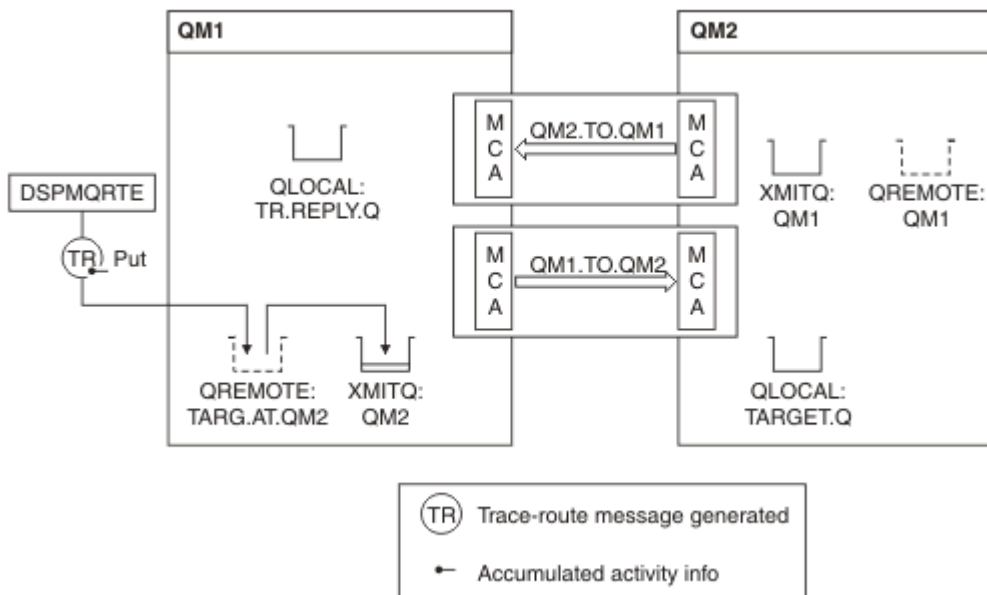 QM1
QM2
M
C
A
QM2.TO.QM1
M
C
A
QLOCAL:
TR.REPLY.Q
XMITQ:
QM1
QREMOTE:
QM1
DSPMQRTE
TR
Put
M
C
A
QM1.TO.QM2
M
C
A
QREMOTE:
TARG.AT.QM2
XMITQ:
QM2
QLOCAL:
TARGET.Q
TR Trace-route message generated
Accumulated activity info